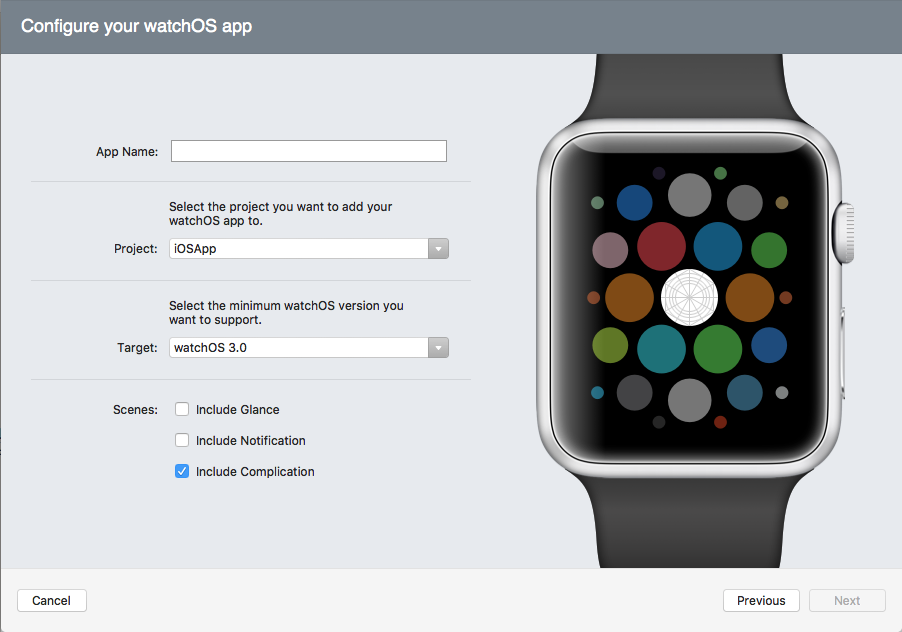 Configure your watchOS app
App Name:
Select the project you want to add your
watchOS app to.
Project: iOSApp
Select the minimum watchOS version you
want to support.
Target: watchOS 3.0
Scenes: Include Glance
Include Notification
Include Complication
Cancel Previous Next